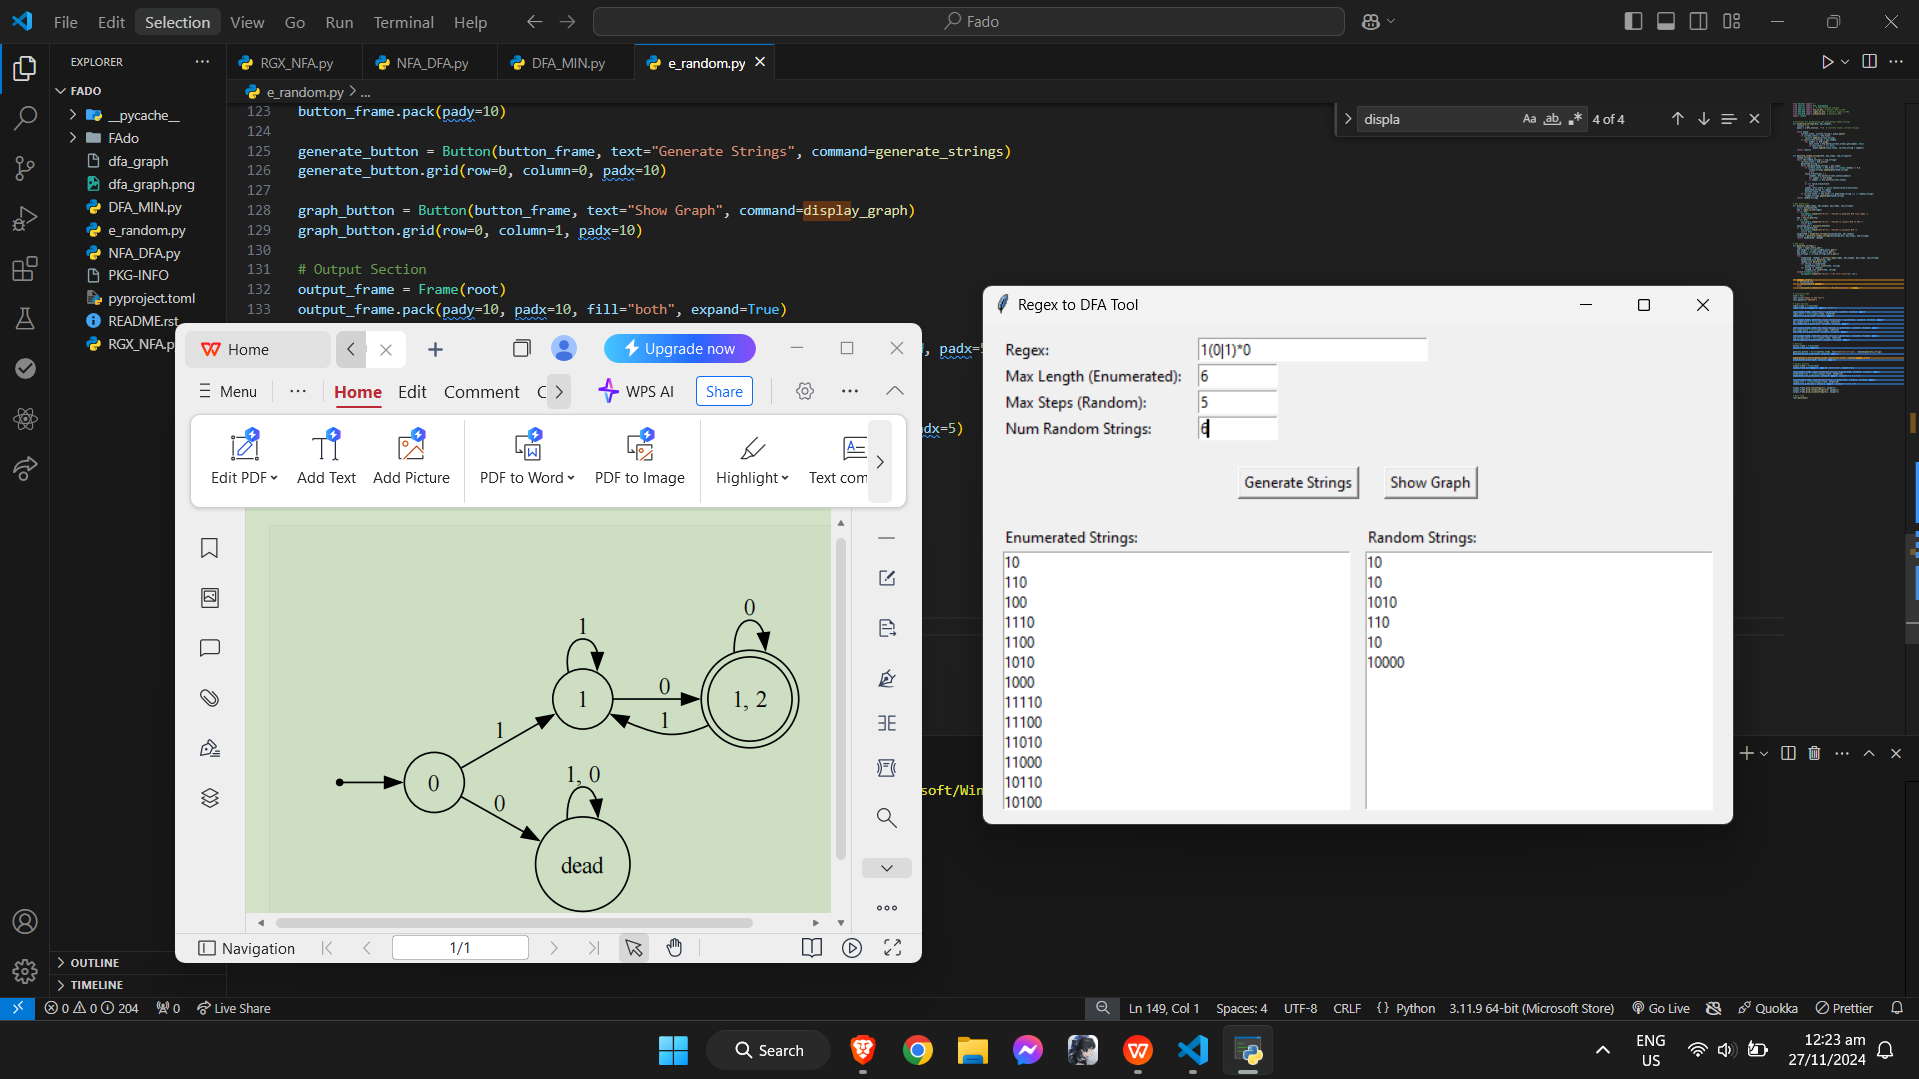 File Edit Selection View Go Run Terminal Help
Fado
EXPLORER
FADO
__pycache__
FAdo
dfa_graph
dfa_graph.png
DFA_MIN.py
e_random.py
NFA_DFA.py
PKG-INFO
pyproject.toml
README.rst
RGX_NFA.py
OUTLINE
TIMELINE
RGX_NFA.py NFA_DFA.py DFA_MIN.py e_random.py
e_random.py > ...
displa Aa ab 4 of 4
123 button_frame.pack(pady=10)
124
125 generate_button = Button(button_frame, text="Generate Strings", command=generate_strings)
126 generate_button.grid(row=0, column=0, padx=10)
127
128 graph_button = Button(button_frame, text="Show Graph", command=display_graph)
129 graph_button.grid(row=0, column=1, padx=10)
130
131 # Output Section
132 output_frame = Frame(root)
133 output_frame.pack(pady=10, padx=10, fill="both", expand=True)
, padx=5
dx=5)
soft/Win
Home
Upgrade now
Menu Home Edit Comment C WPS AI Share
Edit PDF Add Text Add Picture PDF to Word PDF to Image Highlight Text com
0
1
1 0 1, 2
1 1
1, 0
0
0
dead
Navigation 1/1
Regex to DFA Tool
Regex: 1(0|1)*0
Max Length (Enumerated): 6
Max Steps (Random): 5
Num Random Strings: 6
Generate Strings Show Graph
Enumerated Strings:
10
110
100
1110
1100
1010
1000
11110
11100
11010
11000
10110
10100
Random Strings:
10
10
1010
110
10
10000
0 0 204 0 Live Share
Ln 149, Col 1 Spaces: 4 UTF-8 CRLF {} Python 3.11.9 64-bit (Microsoft Store) Go Live Quokka Prettier
Search
ENG
US
12:23 am
27/11/2024